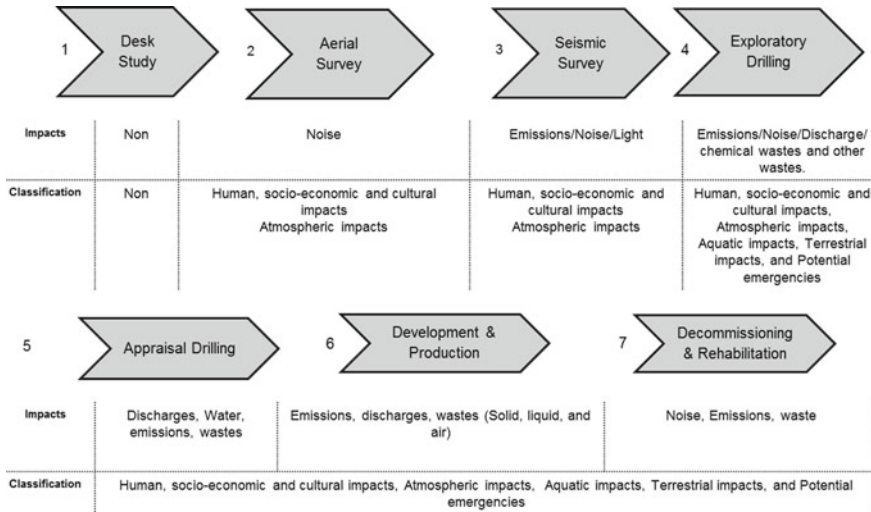 1
Desk
Study
2
Aerial
Survey
3
Seismic
Survey
4
Exploratory
Drilling
Impacts
Non
Noise
Emissions/Noise/Light
Emissions/Noise/Discharge/
chemical wastes and other
wastes.
Classification
Non
Human, socio-economic and cultural
impacts
Atmospheric impacts
Human, socio-economic and
cultural impacts
Atmospheric impacts
Human, socio-economic and
cultural impacts,
Atmospheric impacts,
Aquatic impacts, Terrestrial
impacts, and Potential
emergencies
5
Appraisal Drilling
6
Development &
Production
7
Decommissioning
& Rehabilitation
Impacts
Discharges, Water,
emissions, wastes
Emissions, discharges, wastes (Solid, liquid, and
air)
Noise, Emissions, waste
Classification
Human, socio-economic and cultural impacts, Atmospheric impacts, Aquatic impacts, Terrestrial impacts, and Potential
emergencies